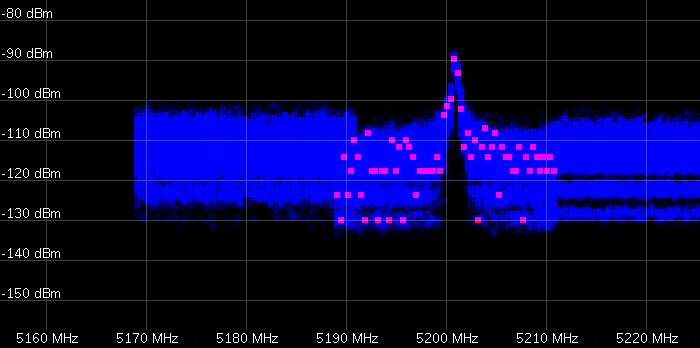 -80 dBm
-90 dBm
-100 dBm
-110 dBm
-120 dBm
-130 dBm
-140 dBm
-150 dBm
5160 MHz 5170 MHz 5180 MHz 5190 MHz 5200 MHz 5210 MHz 5220 MHz